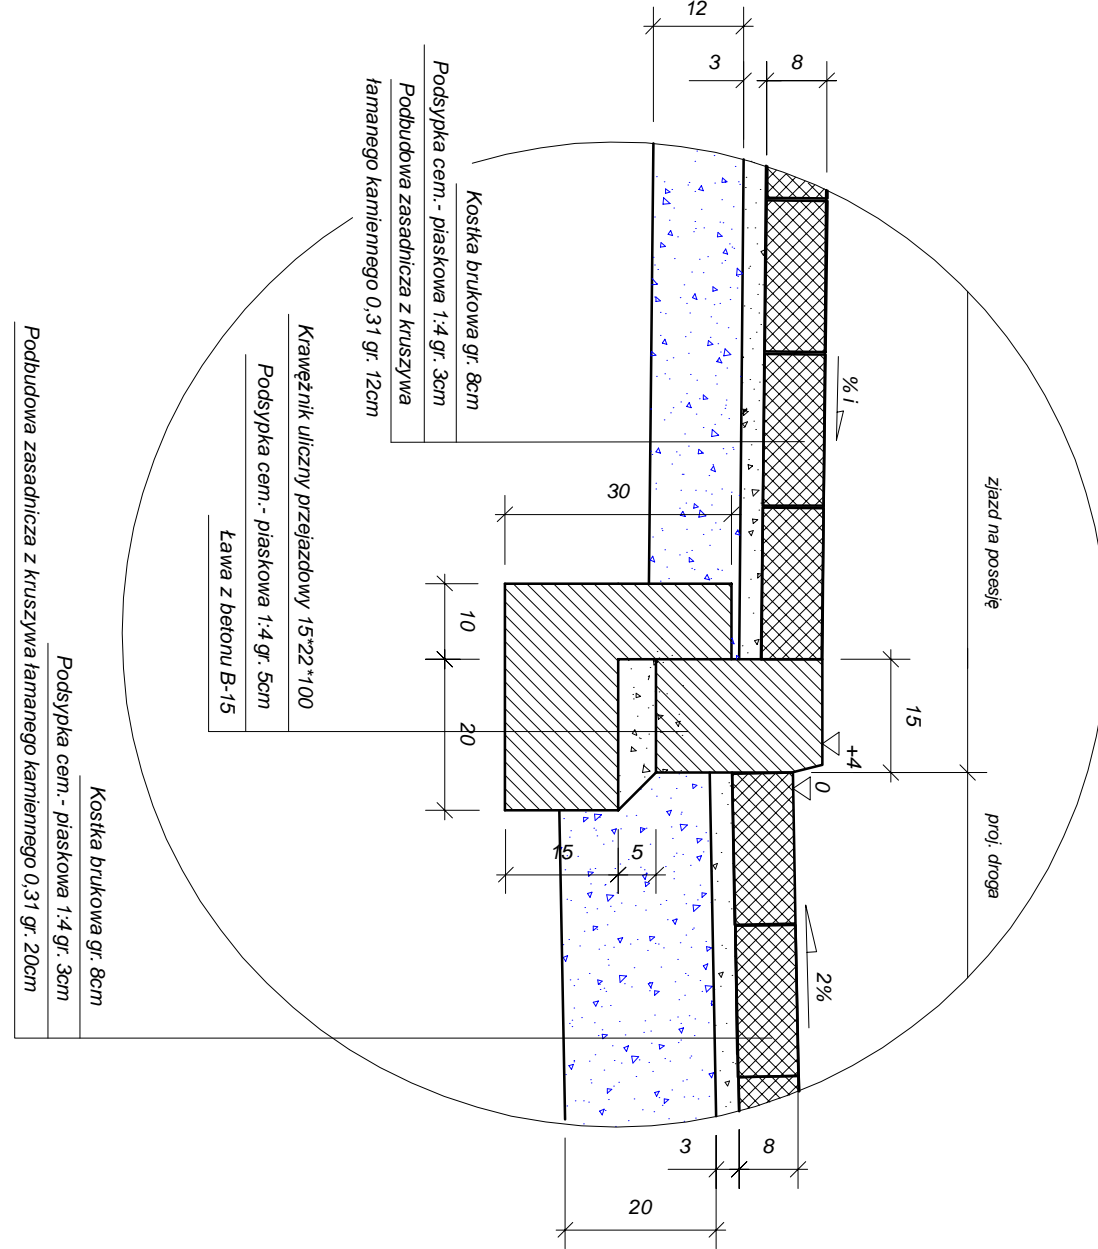 12
3
8
Kostka brukowa gr. 8cm
Podsypka cem.- piaskowa 1:4 gr. 3cm
Podbudowa zasadnicza z kruszywa
łamanego kamiennego 0,31 gr. 12cm
% i
zjazd na posesję
30
Krawężnik uliczny przejazdowy 15*22*100
Podsypka cem.- piaskowa 1:4 gr. 5cm
Ława z betonu B-15
10
20
15
+4
0
15
5
proj. droga
2%
Kostka brukowa gr. 8cm
Podsypka cem.- piaskowa 1:4 gr. 3cm
Podbudowa zasadnicza z kruszywa łamanego kamiennego 0,31 gr. 20cm
3
8
20